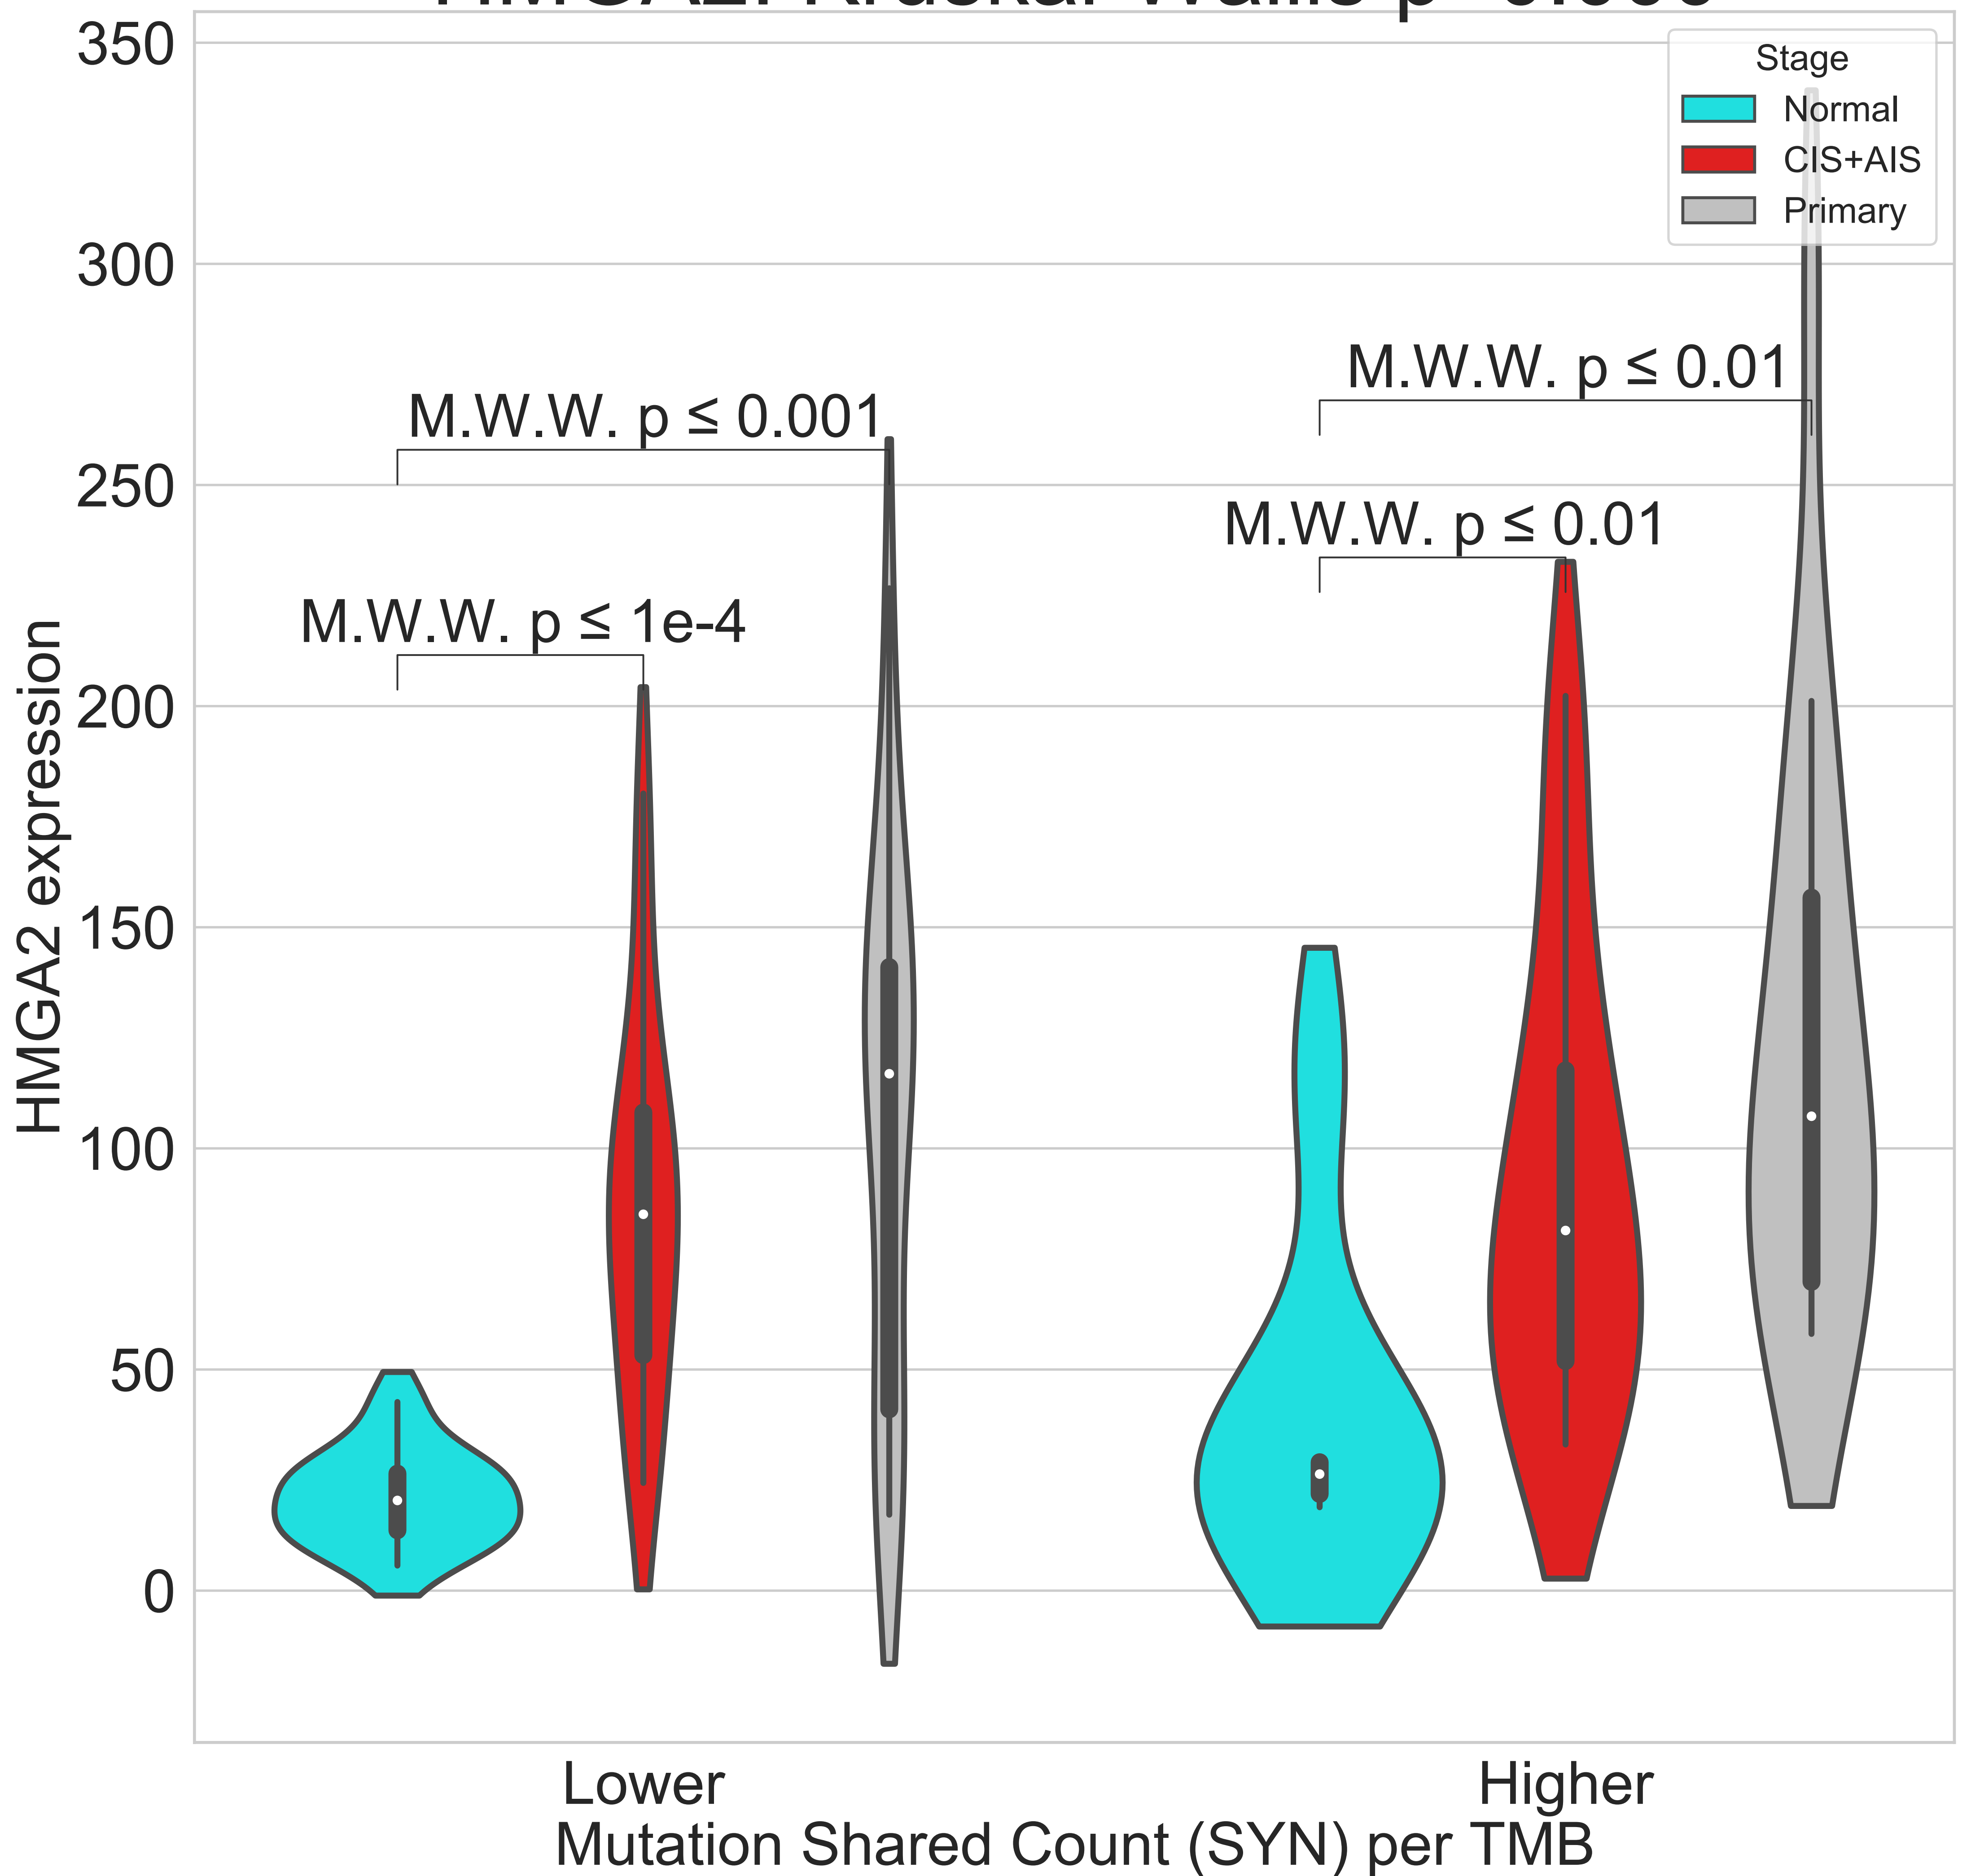 350
Stage
Normal
CIS+AIS
Primary
300
M.W.W. p ≤ 0.01
M.W.W. p ≤ 0.001
250
M.W.W. p ≤ 0.01
M.W.W. p ≤ 1e-4
200
HMGA2 expression
150
100
50
0
Lower
Higher
Mutation Shared Count (SYN) per TMB